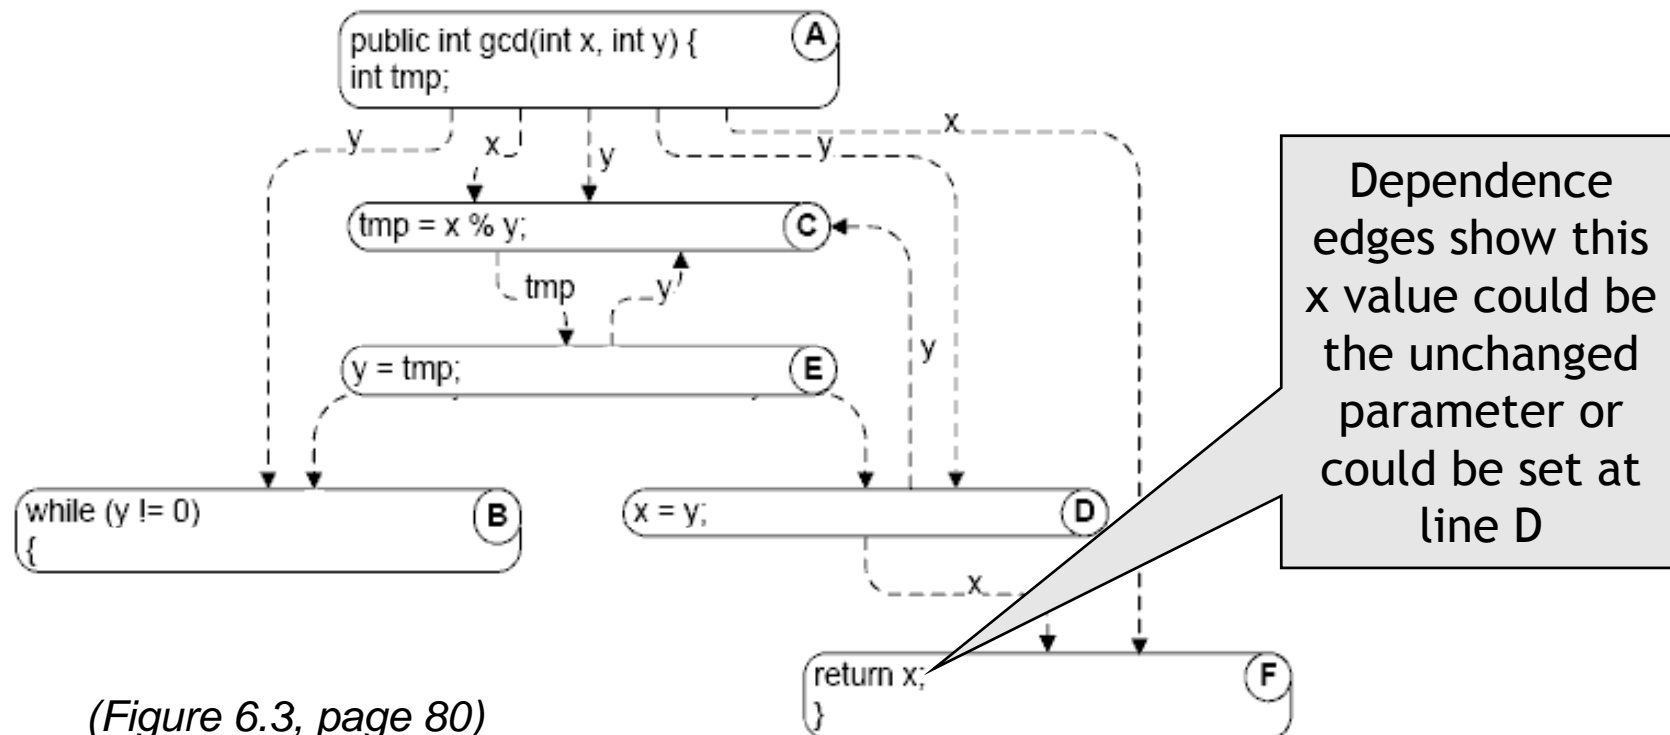 public int gcd(int x, int y) {
int tmp;
A
y
x
y
y
x
tmp = x % y;
C
tmp
y
y
y = tmp;
E
while (y != 0)
{
B
x = y;
D
x
return x;
}
F
Dependence
edges show this
x value could be
the unchanged
parameter or
could be set at
line D
(Figure 6.3, page 80)